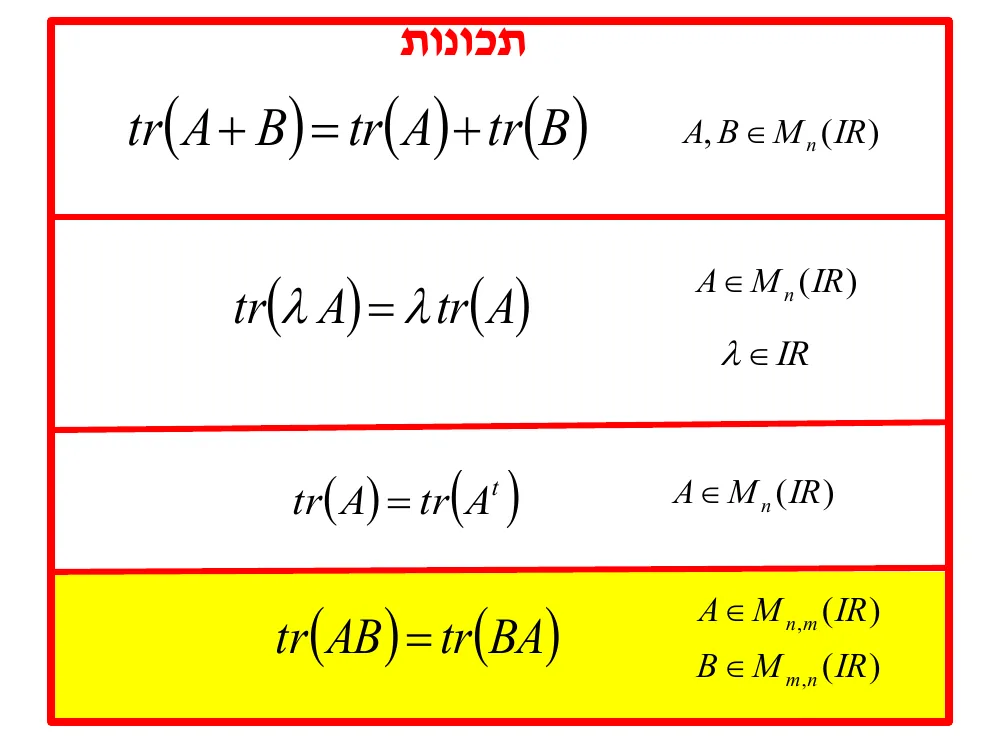 תכונות
tr(A + B) = tr(A) + tr(B) A, B ∈ M_n (IR)
tr(λ A) = λ tr(A) A ∈ M_n (IR)
λ ∈ IR
tr(A) = tr(A^t) A ∈ M_n (IR)
tr(AB) = tr(BA) A ∈ M_{n,m} (IR)
B ∈ M_{m,n} (IR)